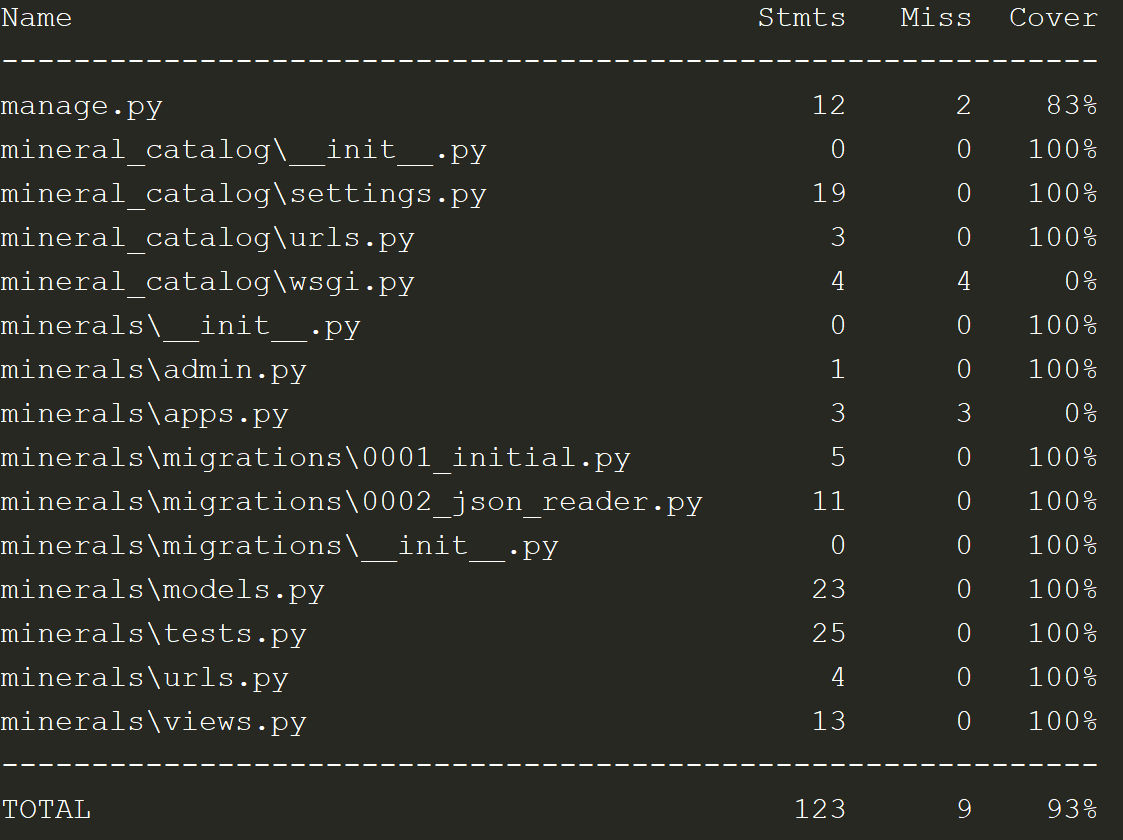 Name Stmts Miss Cover
-------------------------------------------------------------
manage.py 12 2 83%
mineral_catalog\__init__.py 0 0 100%
mineral_catalog\settings.py 19 0 100%
mineral_catalog\urls.py 3 0 100%
mineral_catalog\wsgi.py 4 4 0%
minerals\__init__.py 0 0 100%
minerals\admin.py 1 0 100%
minerals\apps.py 3 3 0%
minerals\migrations\0001_initial.py 5 0 100%
minerals\migrations\0002_json_reader.py 11 0 100%
minerals\migrations\__init__.py 0 0 100%
minerals\models.py 23 0 100%
minerals\tests.py 25 0 100%
minerals\urls.py 4 0 100%
minerals\views.py 13 0 100%
-------------------------------------------------------------
TOTAL 123 9 93%